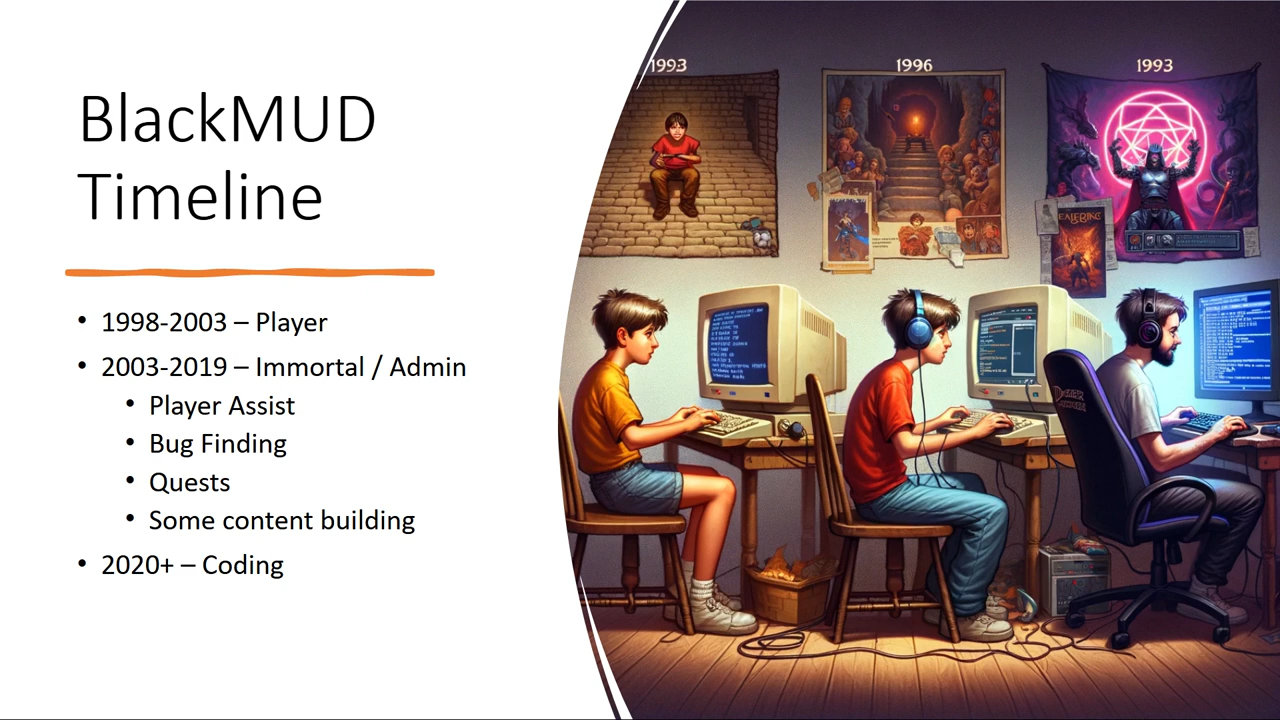 BlackMUD
Timeline
• 1998-2003 – Player
• 2003-2019 – Immortal / Admin
• Player Assist
• Bug Finding
• Quests
• Some content building
• 2020+ – Coding
1993
1996
1993